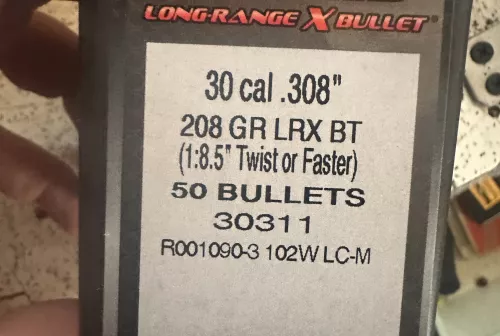 LONG-RANGE X BULLET®
30 cal .308"
208 GR LRX BT
(1:8.5" Twist or Faster)
50 BULLETS
30311
R001090-3 102W LC-M